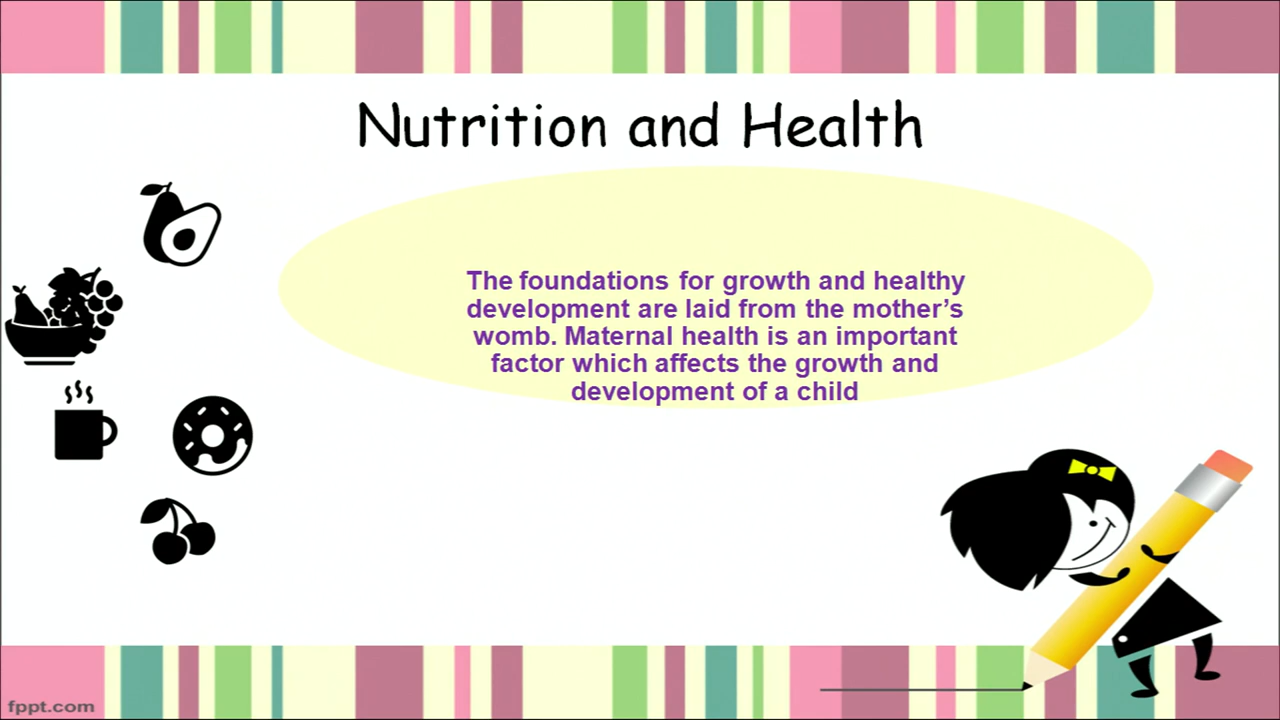 Nutrition and Health
The foundations for growth and healthy
development are laid from the mother’s
womb. Maternal health is an important
factor which affects the growth and
development of a child
fppt.com